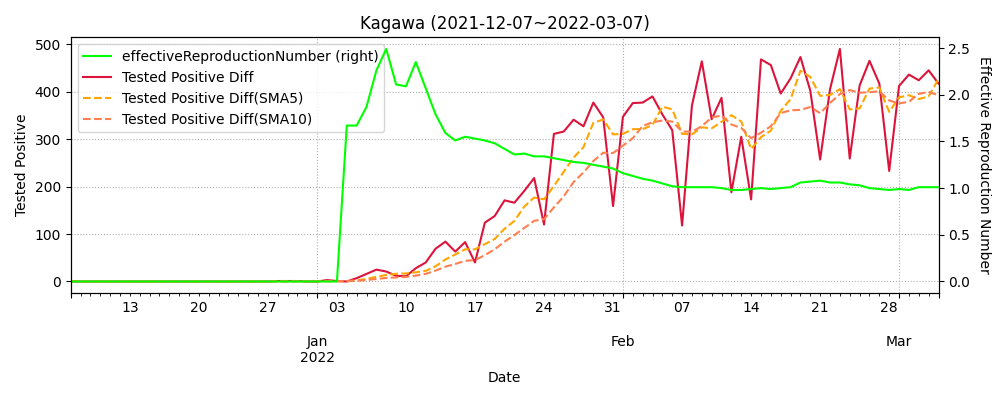 Kagawa (2021-12-07~2022-03-07)
effectiveReproductionNumber (right)
Tested Positive Diff
Tested Positive Diff(SMA5)
Tested Positive Diff(SMA10)
Tested Positive
500
400
300
200
100
0
2.5
2.0
1.5
1.0
0.5
0.0
Effective Reproduction Number
13 20 27 03 10 17 24 31 07 14 21 28
Jan Feb Mar
2022
Date